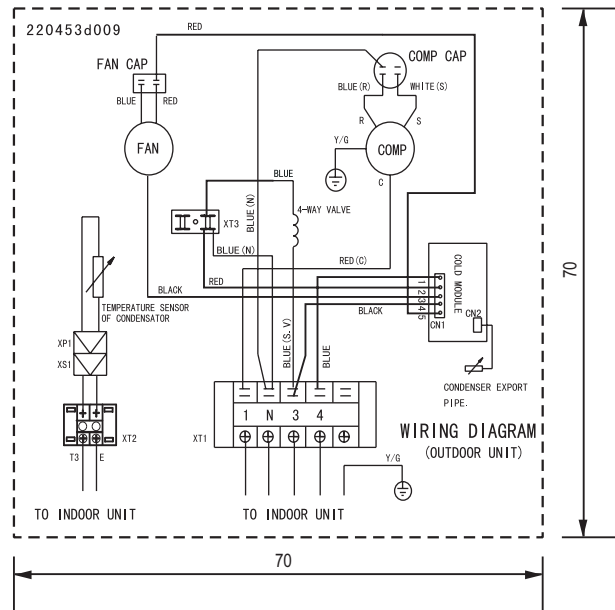 220453d009
RED
FAN CAP
COMP CAP
BLUE(R)
WHITE(S)
BLUE
RED
R
S
FAN
COMP
Y/G
C
BLUE
BLUE(N)
4-WAY VALVE
XT3
BLUE(N)
RED(C)
RED
BLACK
BLACK
TEMPERATURE SENSOR
OF CONDENSATOR
COLD MODULE
1
2
3
4
5
CN1
CN2
XP1
XS1
BLUE(S.V)
BLUE
CONDENSER EXPORT
PIPE.
1 N 3 4
XT1
XT2
T3 E
WIRING DIAGRAM
(OUTDOOR UNIT)
Y/G
TO INDOOR UNIT
TO INDOOR UNIT
70
70